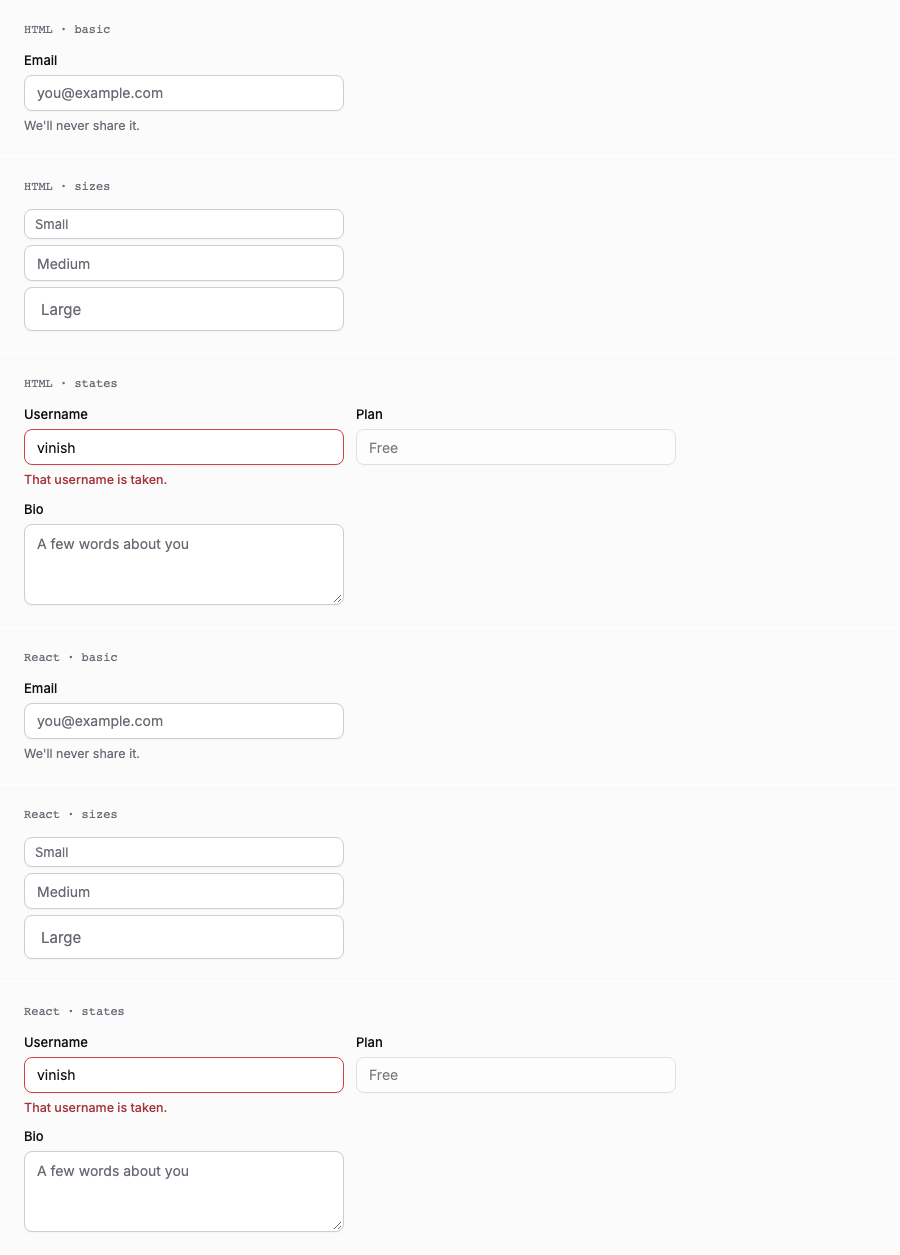 HTML · basic
Email
you@example.com
We'll never share it.
HTML · sizes
Small
Medium
Large
HTML · states
Username
Plan
vinish
Free
That username is taken.
Bio
A few words about you
React · basic
Email
you@example.com
We'll never share it.
React · sizes
Small
Medium
Large
React · states
Username
Plan
vinish
Free
That username is taken.
Bio
A few words about you